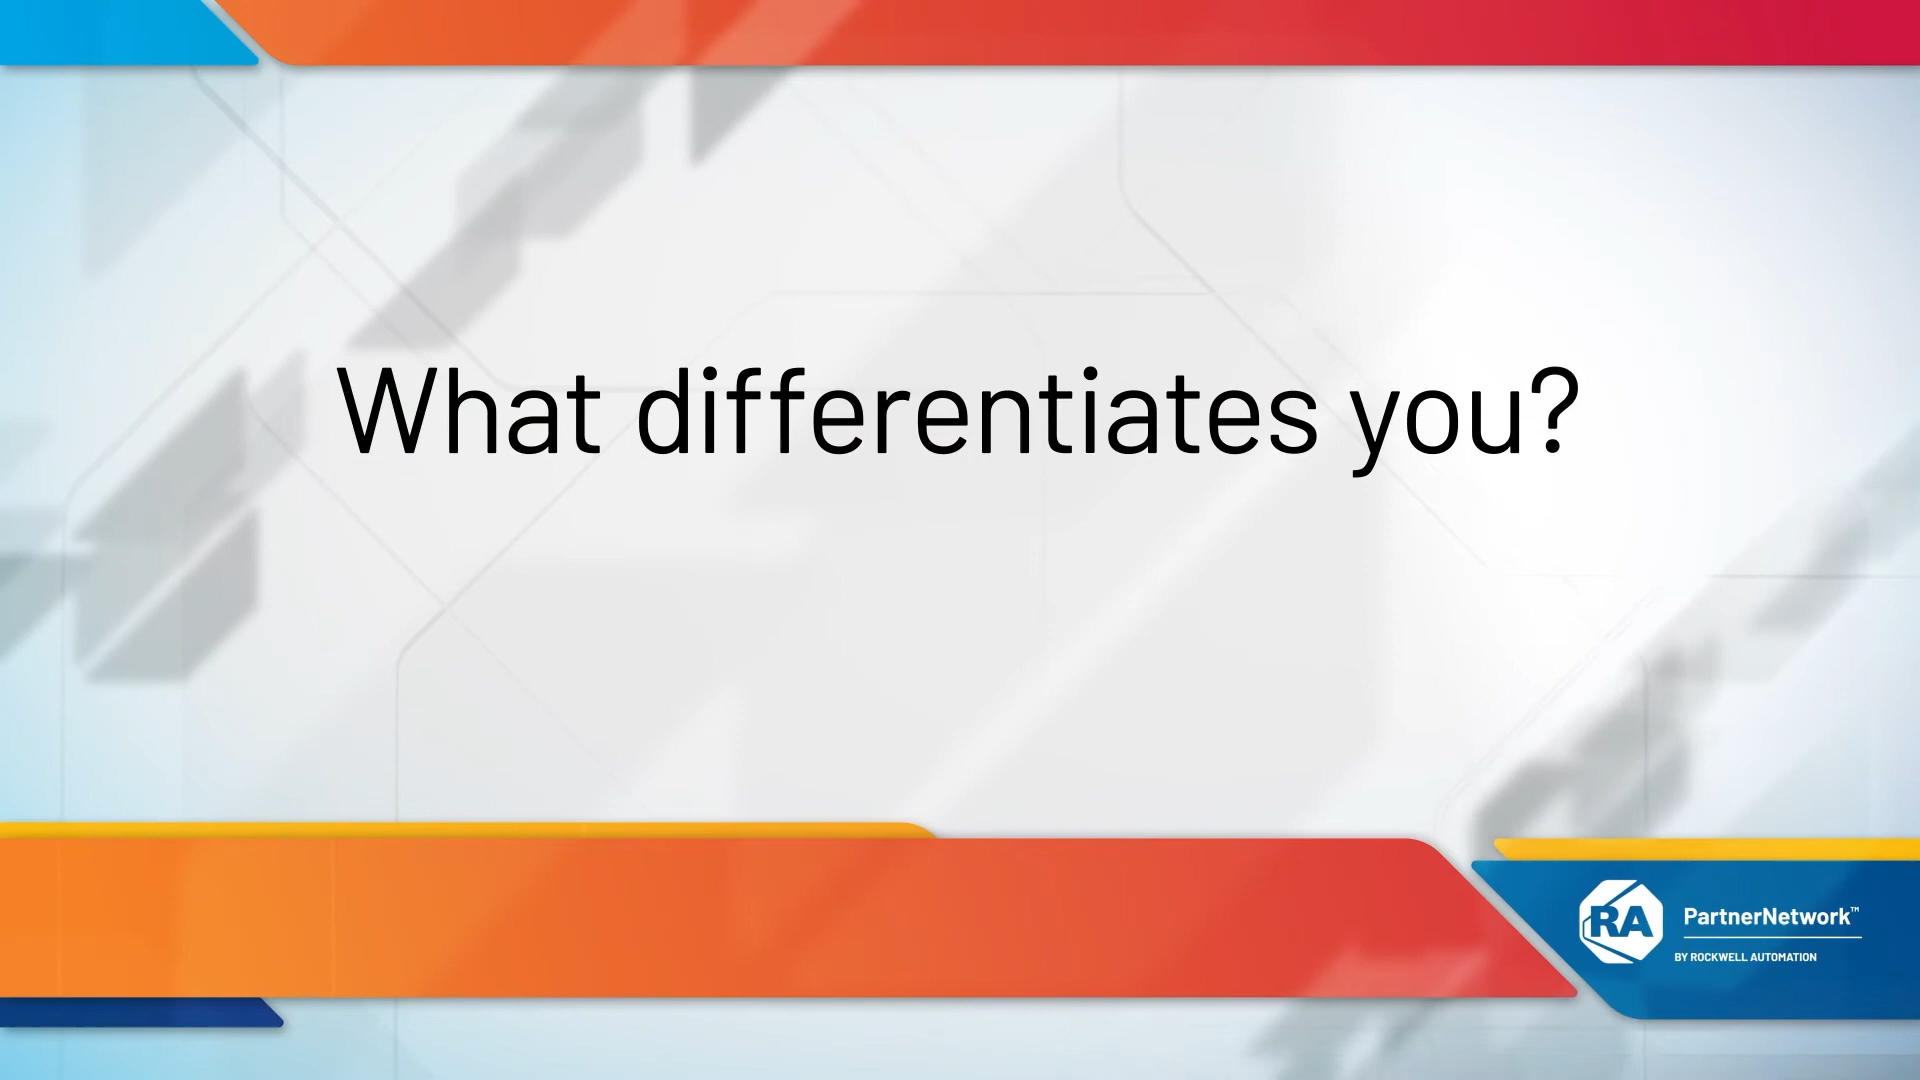 What differentiates you?
RA
PartnerNetwork™
BY ROCKWELL AUTOMATION